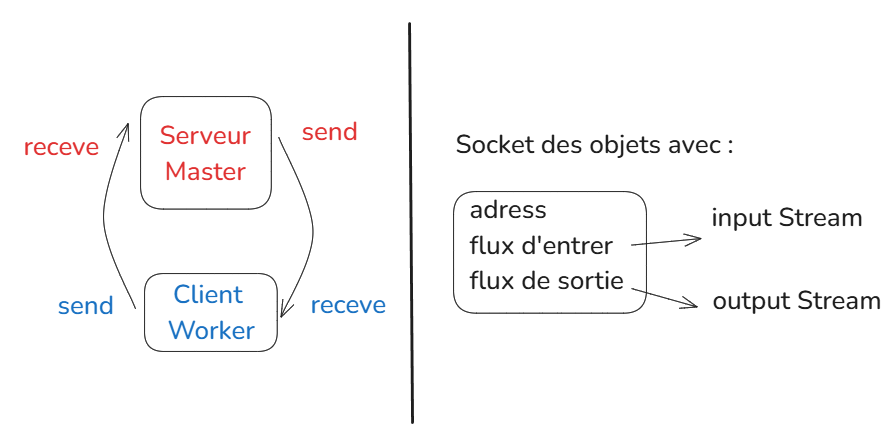 receve
Serveur
Master
send
send
Client
Worker
receve
Socket des objets avec :
adress
flux d'entrer
flux de sortie
input Stream
output Stream